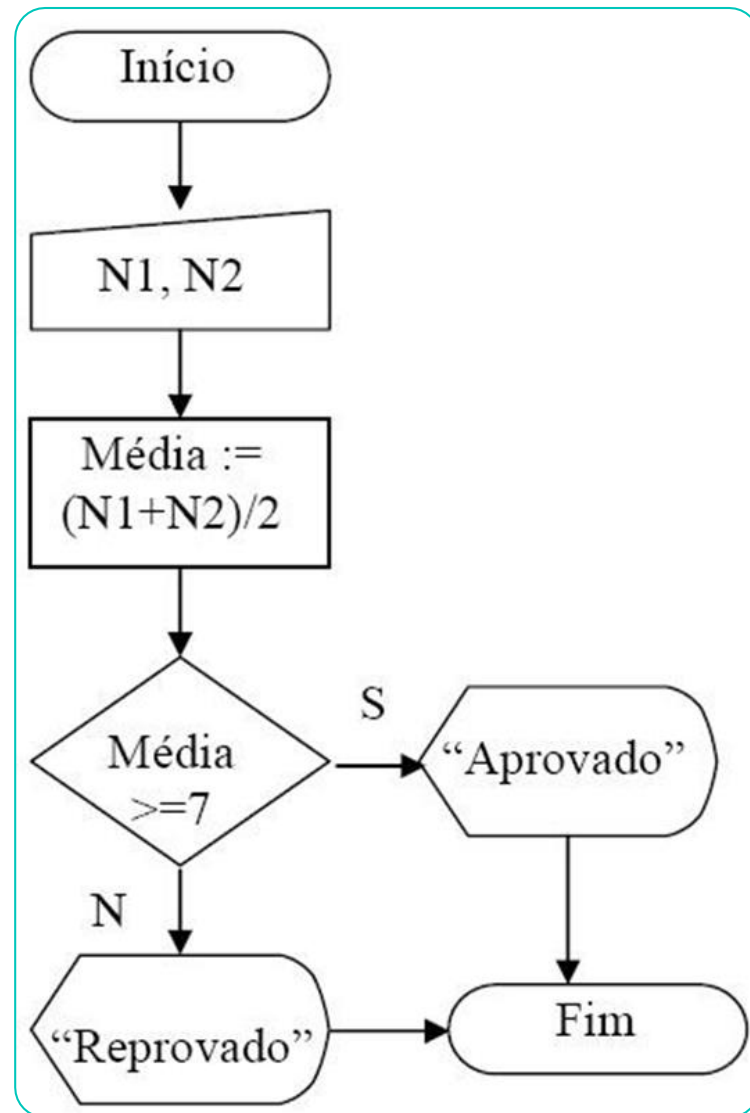 Início
N1, N2
Média :=
(N1+N2)/2
Média
>=7
S
“Aprovado”
N
“Reprovado”
Fim